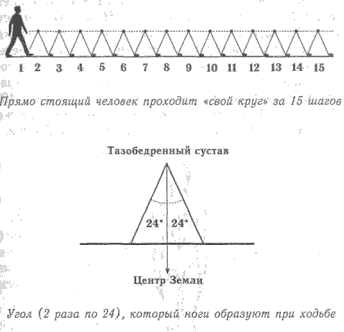 1 2 3 4 5 6 7 8 9 10 11 12 13 14 15
Прямо стоящий человек проходит «свой круг» за 15 шагов
Тазобедренный сустав
24° 24°
Центр Земли
Угол (2 раза по 24), который ноги образуют при ходьбе